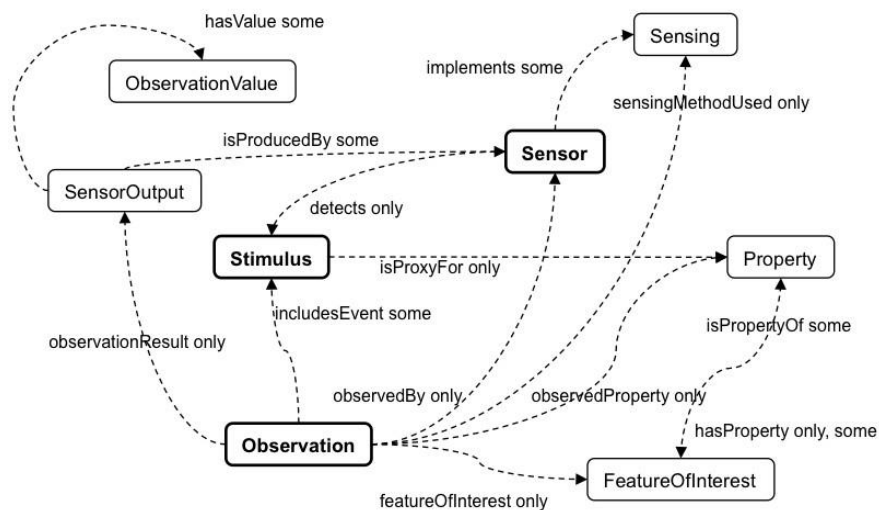 hasValue some
Sensing
ObservationValue
implements some
sensingMethodUsed only
isProducedBy some
Sensor
SensorOutput
detects only
Stimulus
isProxyFor only
Property
includesEvent some
isPropertyOf some
observationResult only
observedBy only
observedProperty only
Observation
hasProperty only, some
FeatureOfInterest
featureOfInterest only